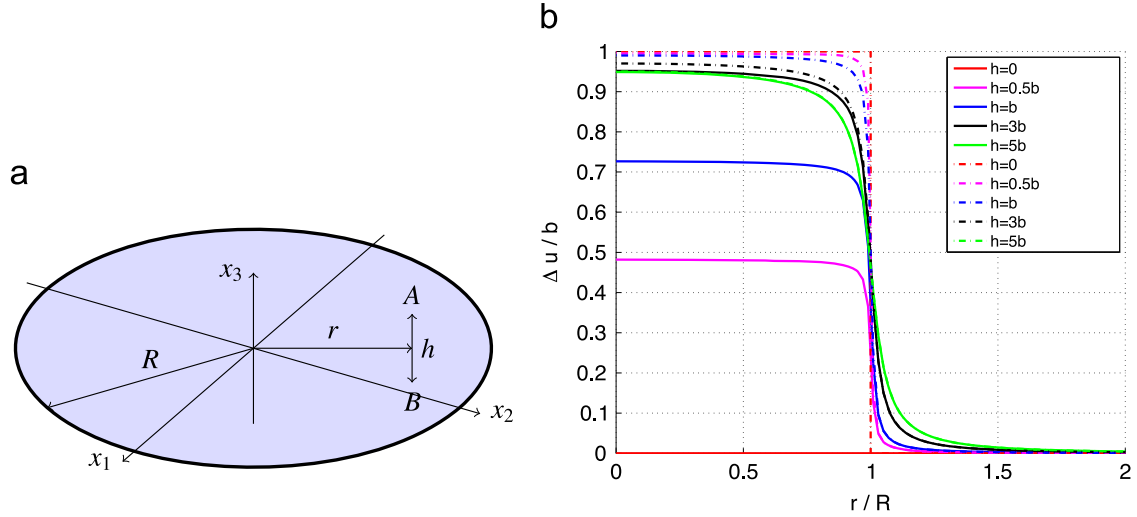 a
x₃
A
r
h
R
B
x₂
x₁
b
1
0.9
0.8
0.7
0.6
0.5
0.4
0.3
0.2
0.1
0
Δ u / b
0
0.5
1
1.5
2
r / R
h=0
h=0.5b
h=b
h=3b
h=5b
h=0
h=0.5b
h=b
h=3b
h=5b